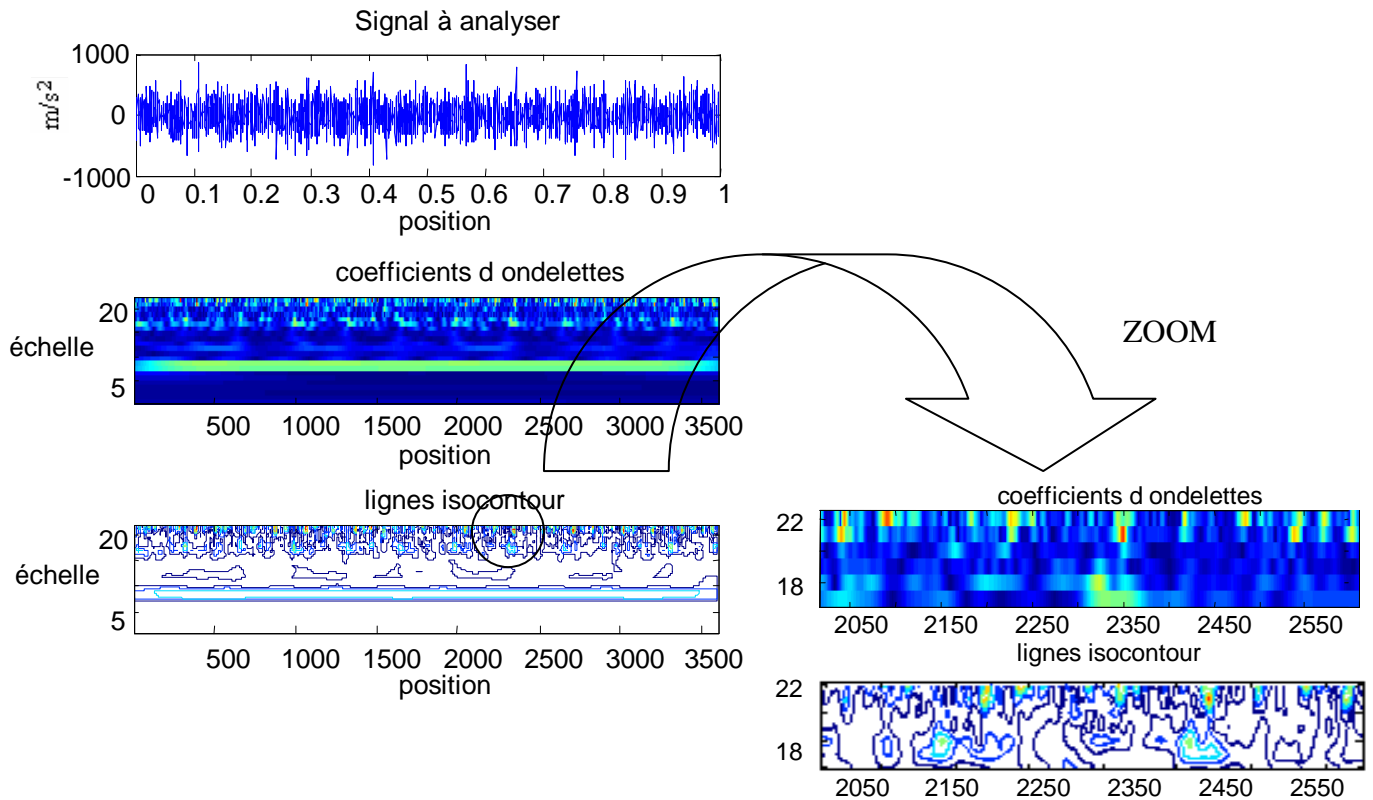 Signal à analyser
1000
0
-1000
m/s²
0 0.1 0.2 0.3 0.4 0.5 0.6 0.7 0.8 0.9 1
position
coefficients d ondelettes
20
échelle
5
500 1000 1500 2000 2500 3000 3500
position
ZOOM
lignes isocontour
20
échelle
5
500 1000 1500 2000 2500 3000 3500
position
coefficients d ondelettes
22
18
2050 2150 2250 2350 2450 2550
lignes isocontour
22
18
2050 2150 2250 2350 2450 2550